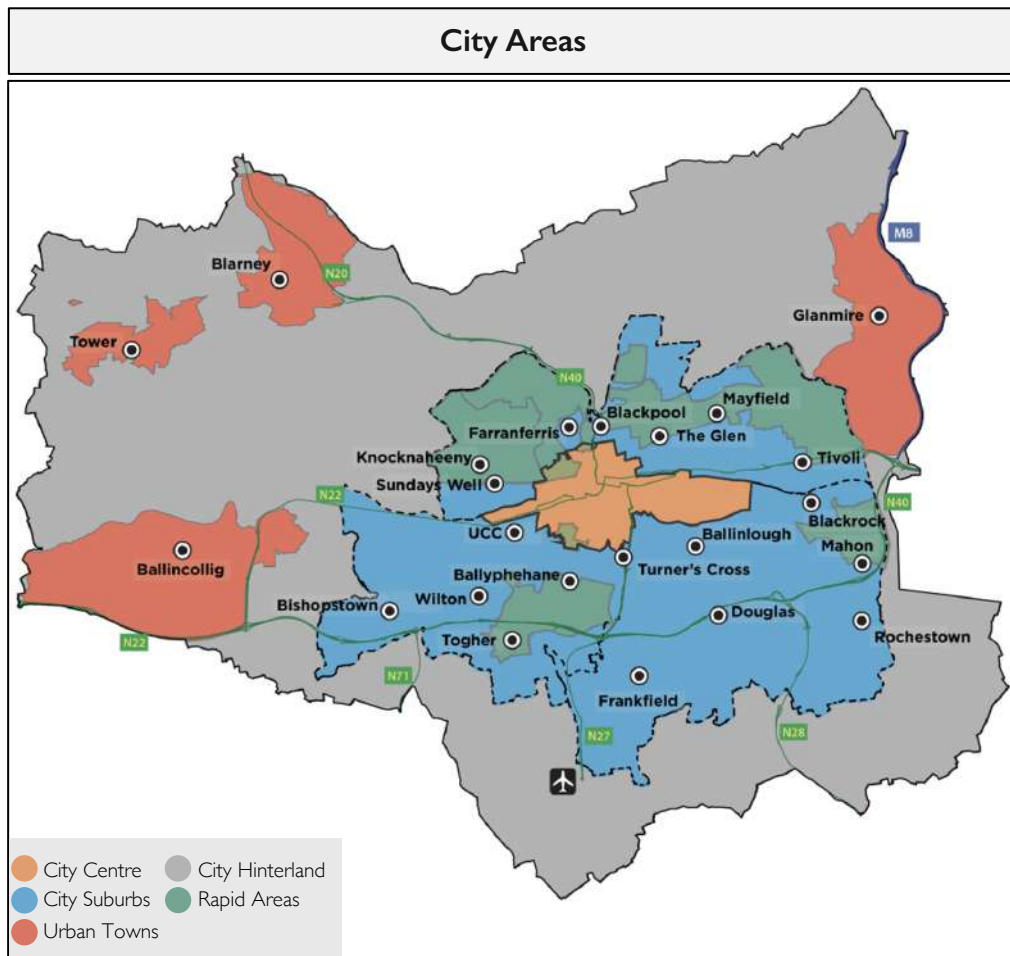 City Areas
M8
Blarney
N20
Glanmire
Tower
N40
Mayfield
Blackpool
Farranferris
The Glen
Knocknaheeny
Tivoli
Sundays Well
N22
N40
Blackrock
UCC
Ballinlough
Mahon
Turner's Cross
Ballincollig
Ballyphehane
Wilton
Bishopstown
Douglas
Rochestown
N22
Togher
N71
Frankfield
N27
N28
City Centre
City Hinterland
City Suburbs
Rapid Areas
Urban Towns